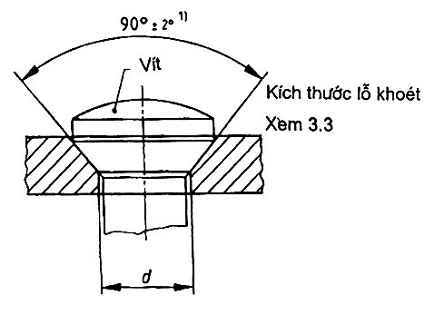 90° ± 2° 1)
Vít
Kích thước lỗ khoét
Xem 3.3
d